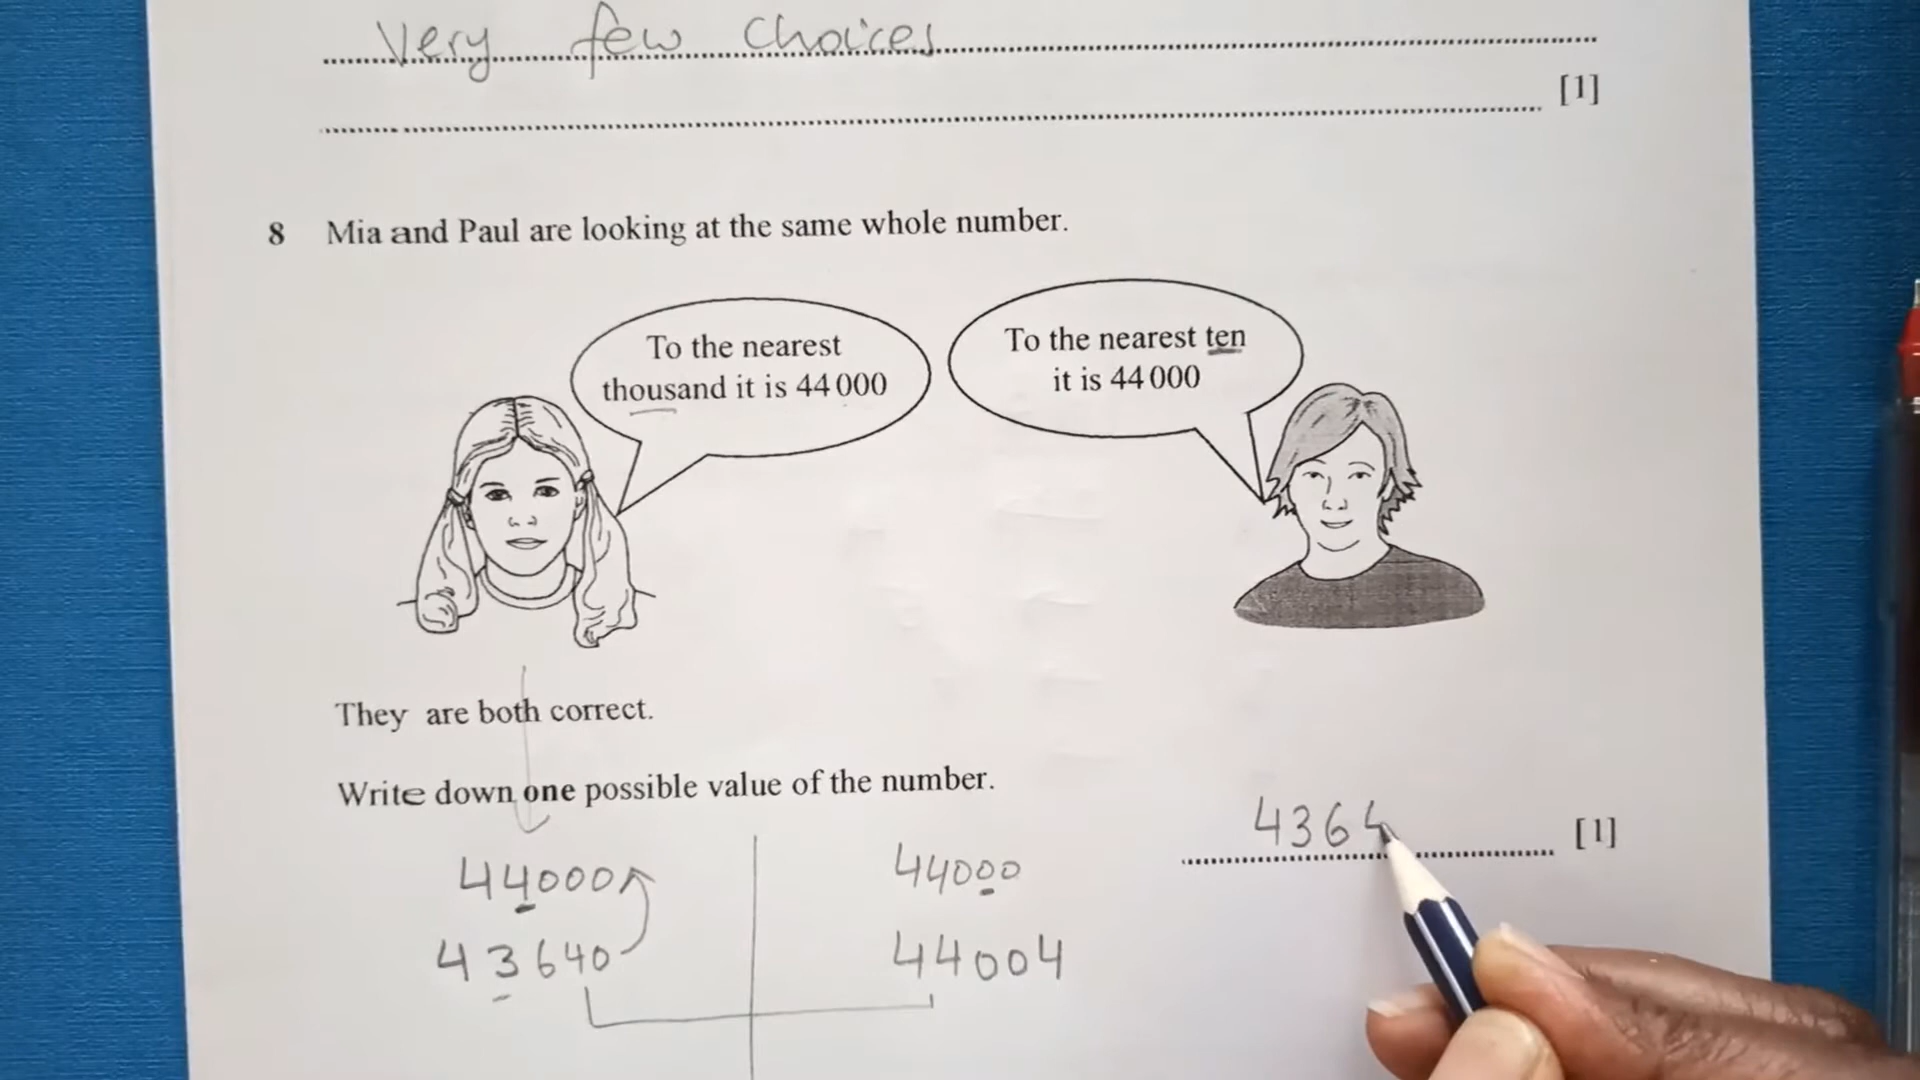 Very few choices
[1]
8 Mia and Paul are looking at the same whole number.
To the nearest
thousand it is 44 000
To the nearest ten
it is 44 000
They are both correct.
Write down one possible value of the number.
4364
[1]
44000
43640
44000
44004